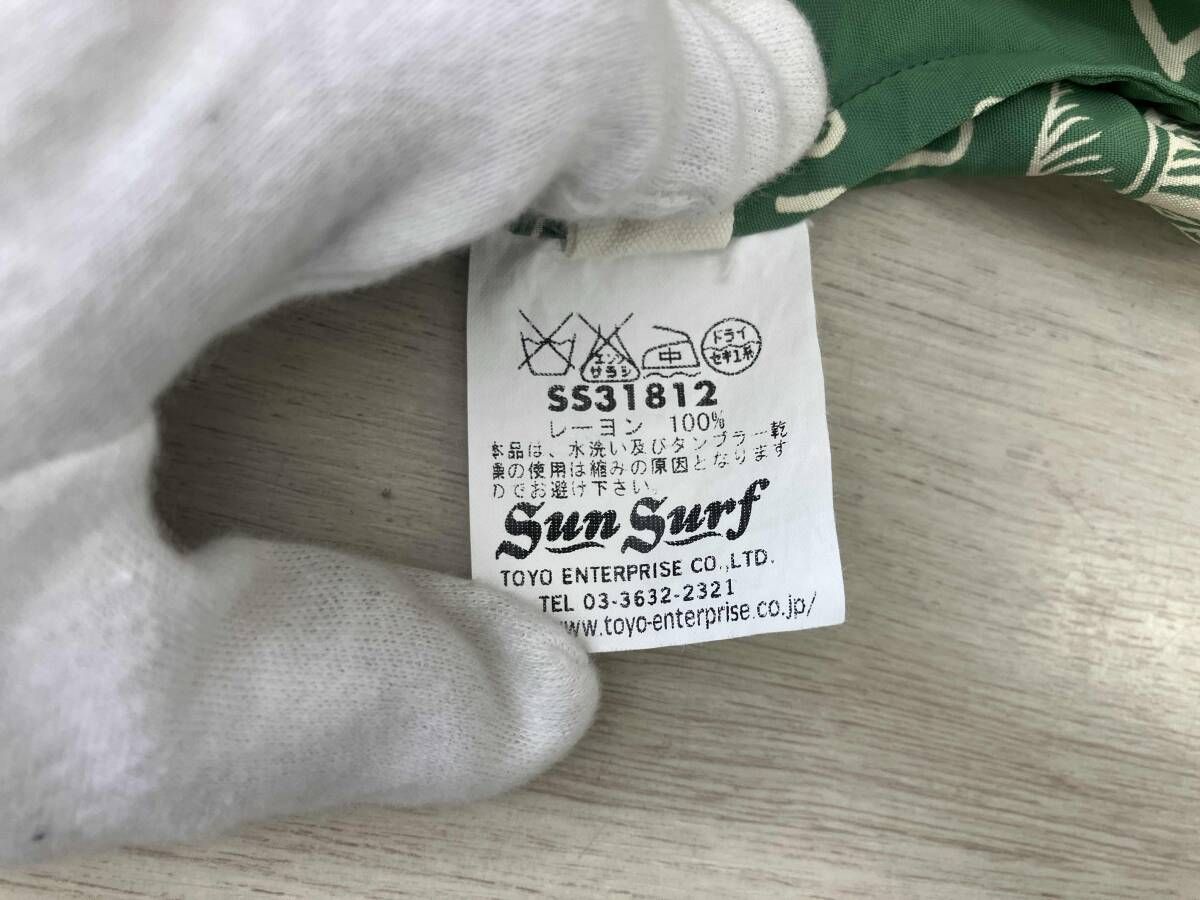 エンソ
サラシ
中
ドライ
セキユ系
SS31812
レーヨン 100%
本品は、水洗い及びタンブラー乾
燥の使用は縮みの原因となります
のでお避け下さい。
Sun Surf
TOYO ENTERPRISE CO.,LTD.
TEL 03-3632-2321
www.toyo-enterprise.co.jp/